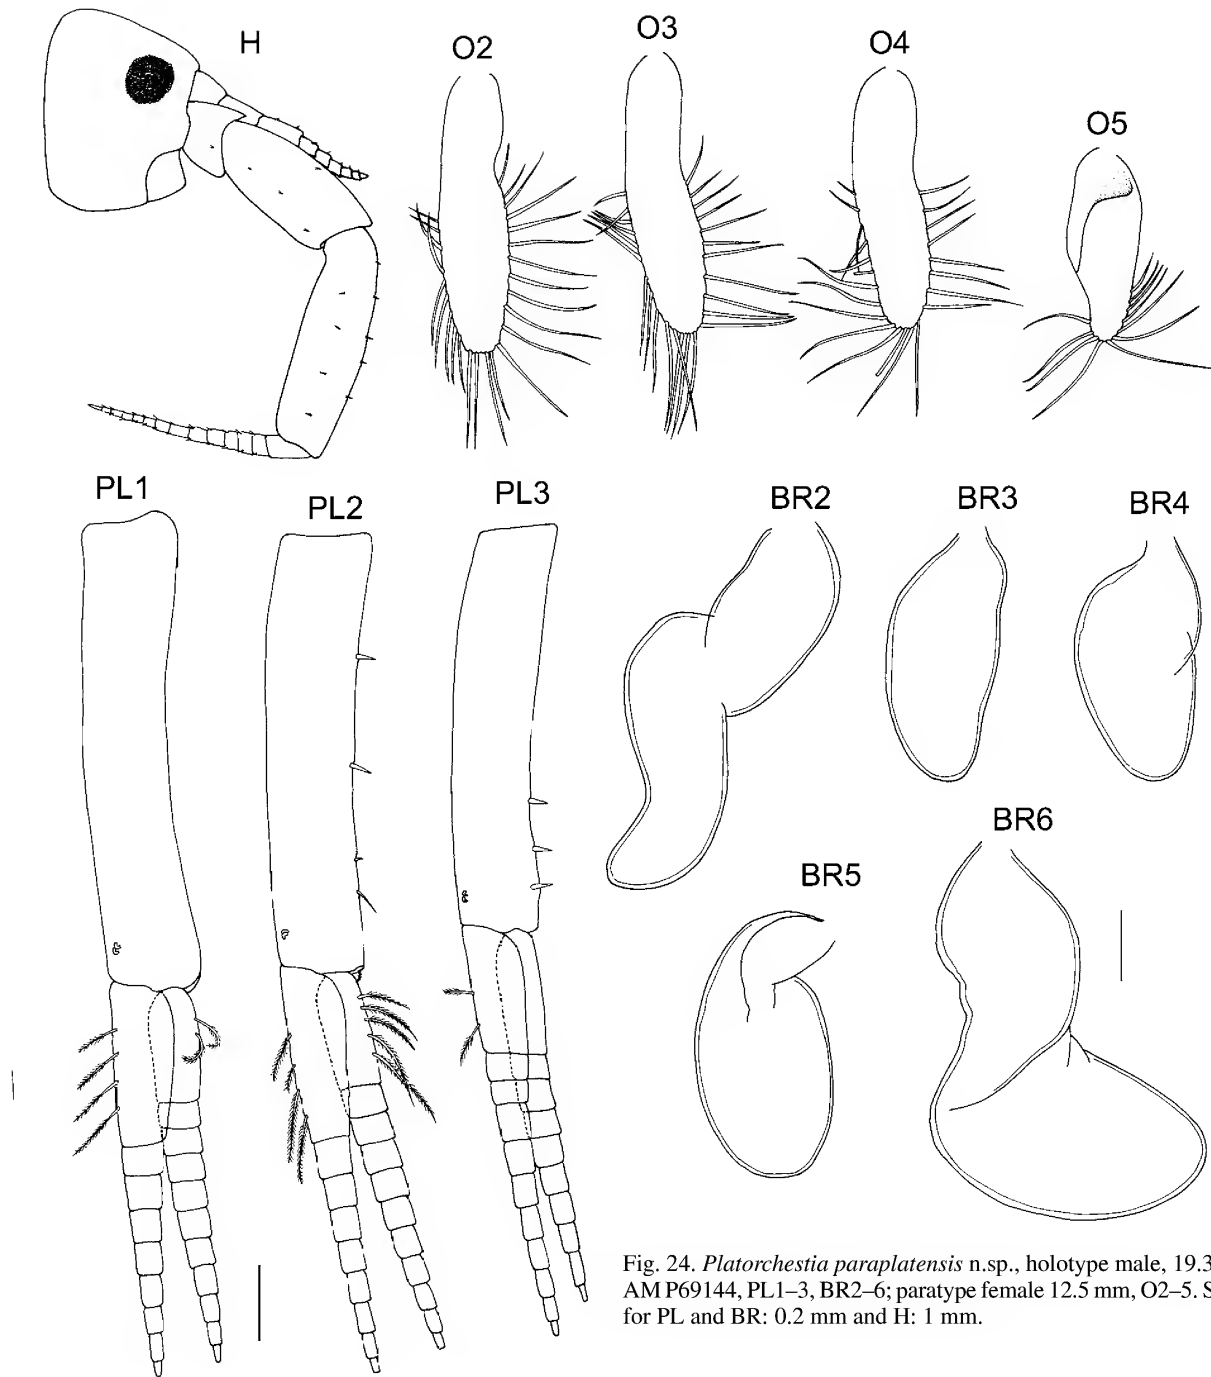 H
O2
O3
O4
O5
PL1
PL2
PL3
BR2
BR3
BR4
BR5
BR6
Fig. 24. Platorchestia paraplatensis n.sp., holotype male, 19.3
AM P69144, PL1–3, BR2–6; paratype female 12.5 mm, O2–5. S
for PL and BR: 0.2 mm and H: 1 mm.